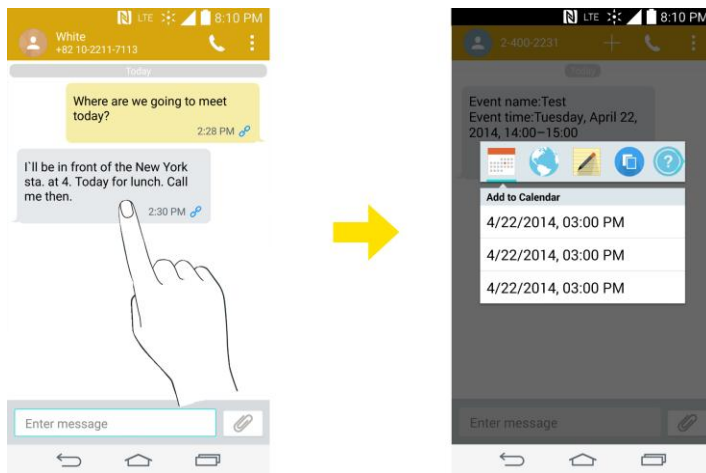 LTE 8:10 PM
White
+82 10-2211-7113
Today
Where are we going to meet
today?
2:28 PM
I`ll be in front of the New York
sta. at 4. Today for lunch. Call
me then.
2:30 PM
Enter message
LTE 8:10 PM
2-400-2231
Today
Event name:Test
Event time:Tuesday, April 22,
2014, 14:00–15:00
Add to Calendar
4/22/2014, 03:00 PM
4/22/2014, 03:00 PM
4/22/2014, 03:00 PM
Enter message